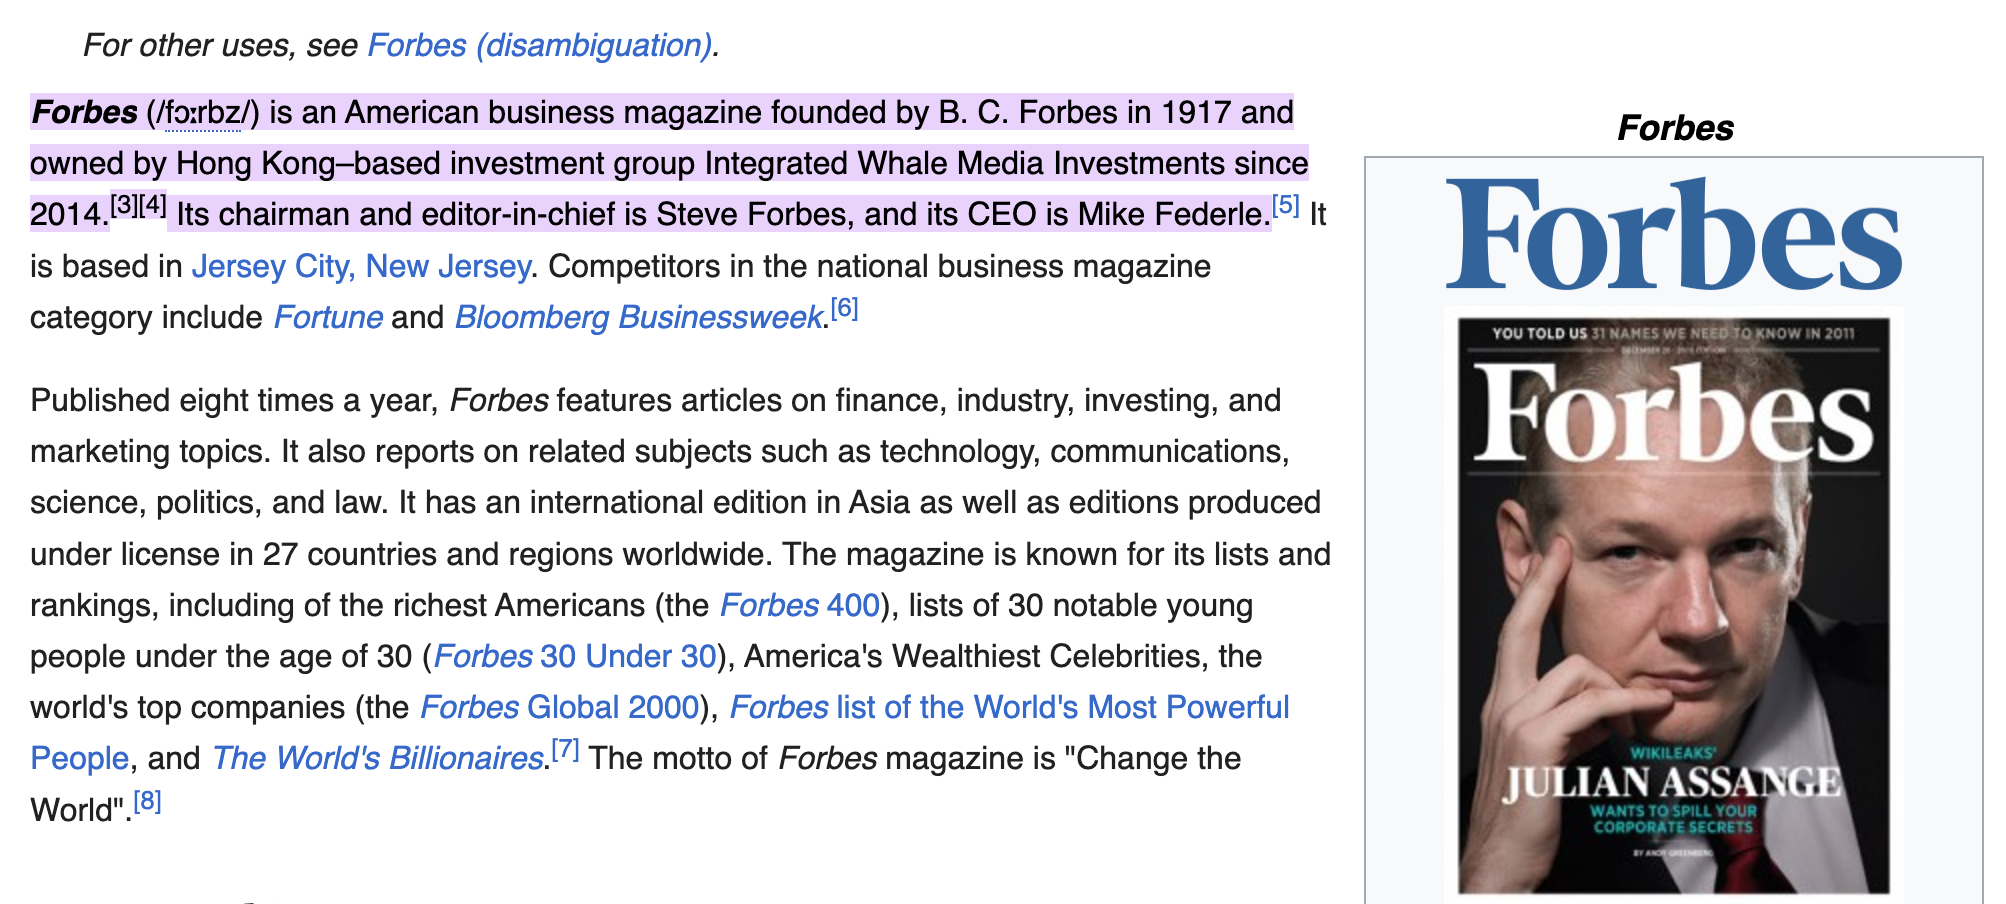 For other uses, see Forbes (disambiguation).
Forbes (/fɔːrbz/) is an American business magazine founded by B. C. Forbes in 1917 and
owned by Hong Kong–based investment group Integrated Whale Media Investments since
2014.[3][4] Its chairman and editor-in-chief is Steve Forbes, and its CEO is Mike Federle.[5] It
is based in Jersey City, New Jersey. Competitors in the national business magazine
category include Fortune and Bloomberg Businessweek.[6]
Published eight times a year, Forbes features articles on finance, industry, investing, and
marketing topics. It also reports on related subjects such as technology, communications,
science, politics, and law. It has an international edition in Asia as well as editions produced
under license in 27 countries and regions worldwide. The magazine is known for its lists and
rankings, including of the richest Americans (the Forbes 400), lists of 30 notable young
people under the age of 30 (Forbes 30 Under 30), America's Wealthiest Celebrities, the
world's top companies (the Forbes Global 2000), Forbes list of the World's Most Powerful
People, and The World's Billionaires.[7] The motto of Forbes magazine is "Change the
World".[8]
Forbes
Forbes
YOU TOLD US 31 NAMES WE NEED TO KNOW IN 2011
Forbes
WIKILEAKS'
JULIAN ASSANGE
WANTS TO SPILL YOUR
CORPORATE SECRETS
BY ANDY GREENBERG